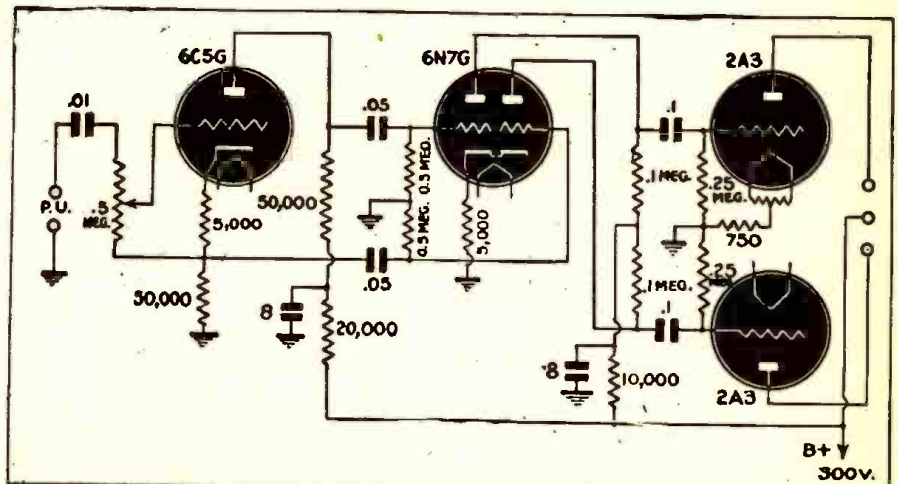 6C5G
6N7G
2A3
.01
.05
.1
P.U.
.5
MEG.
5,000
50,000
50,000
0.5 MEG.
0.5 MEG.
5,000
.1 MEG.
.25
MEG.
750
.05
8
20,000
.1 MEG.
.25
MEG.
.1
8
10,000
2A3
B+
300V.